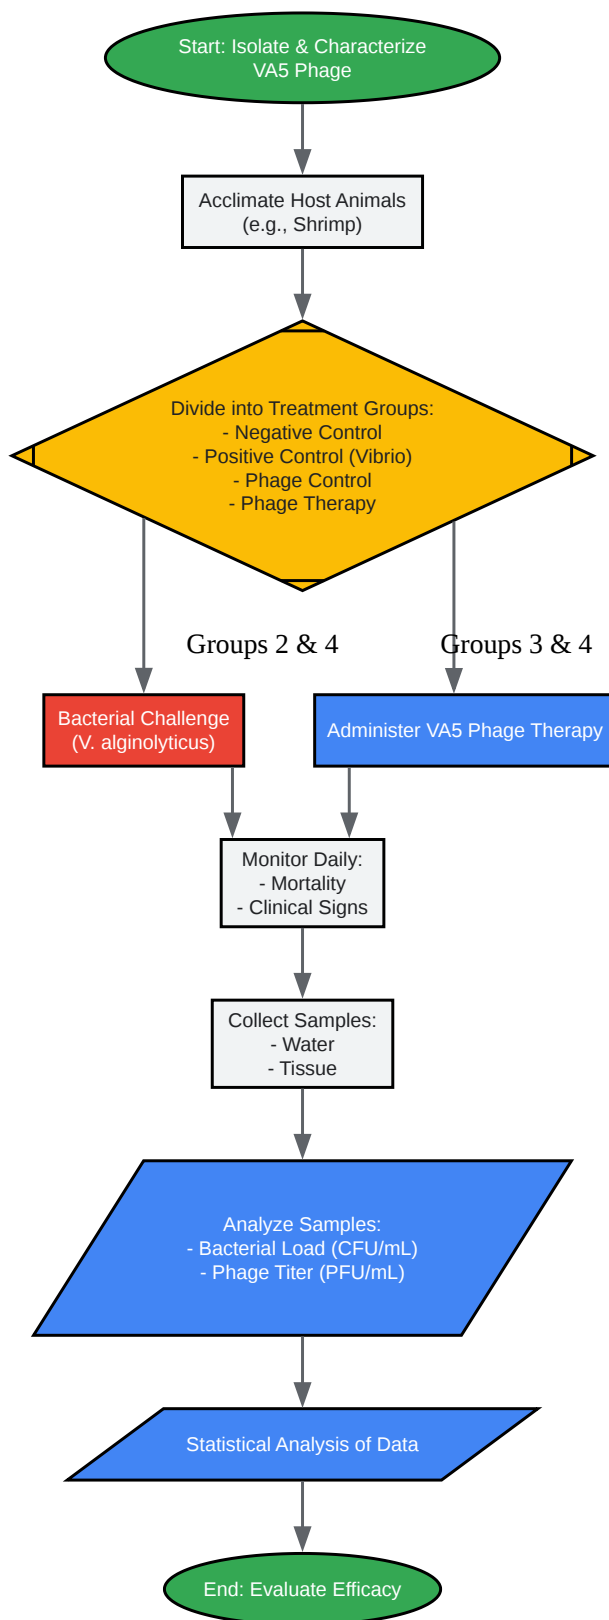 Start: Isolate & Characterize
VA5 Phage
Acclimate Host Animals
(e.g., Shrimp)
Divide into Treatment Groups:
- Negative Control
- Positive Control (Vibrio)
- Phage Control
- Phage Therapy
Groups 2 & 4
Groups 3 & 4
Bacterial Challenge
(V. alginolyticus)
Administer VA5 Phage Therapy
Monitor Daily:
- Mortality
- Clinical Signs
Collect Samples:
- Water
- Tissue
Analyze Samples:
- Bacterial Load (CFU/mL)
- Phage Titer (PFU/mL)
Statistical Analysis of Data
End: Evaluate Efficacy